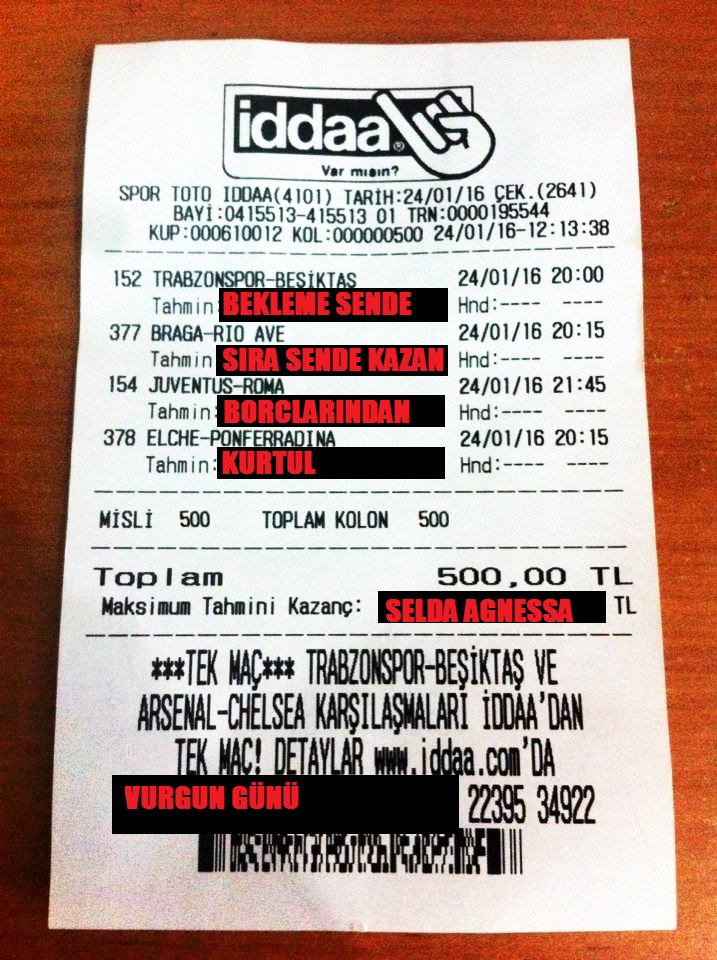 iddaa®
Var mısın?
SPOR TOTO IDDAA(4101) TARİH:24/01/16 ÇEK.(2641)
BAYİ:0415513-415513 01 TRN:0000195544
KUP:000610012 KOL:000000500 24/01/16-12:13:38
152 TRABZONSPOR-BEŞİKTAŞ 24/01/16 20:00
Tahmin: BEKLEME SENDE Hnd:---- ----
377 BRAGA-RIO AVE 24/01/16 20:15
Tahmin SIRA SENDE KAZAN Hnd:---- ----
154 JUVENTUS-ROMA 24/01/16 21:45
Tahmin: BORCLARINDAN Hnd:---- ----
378 ELCHE-PONFERRADINA 24/01/16 20:15
Tahmin: KURTUL Hnd:---- ----
MİSLİ 500 TOPLAM KOLON 500
Toplam 500,00 TL
Maksimum Tahmini Kazanç: SELDA AGNESSA TL
***TEK MAÇ*** TRABZONSPOR-BEŞİKTAŞ VE
ARSENAL-CHELSEA KARŞILAŞMALARI İDDAA'DAN
TEK MAÇ! DETAYLAR www.iddaa.com'DA
VURGUN GÜNÜ 22395 34922